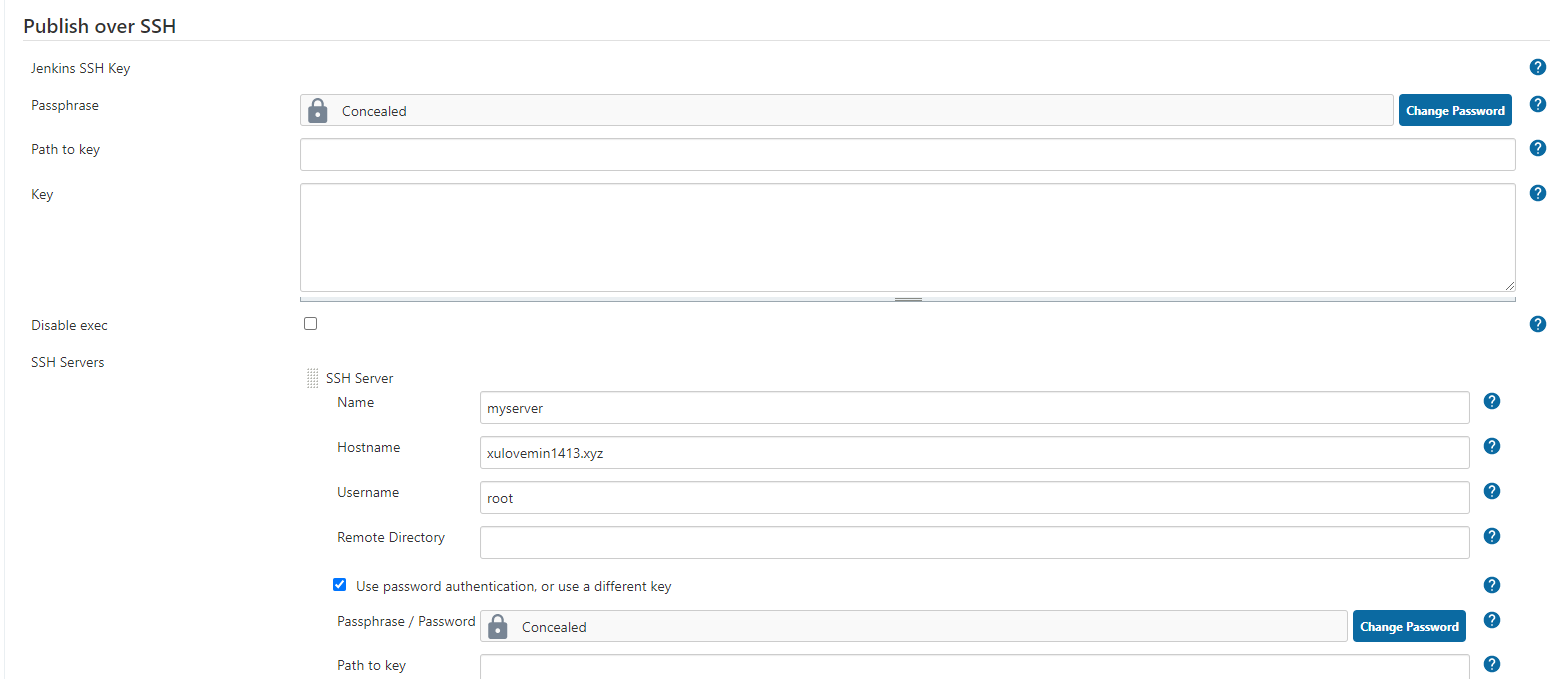 Publish over SSH
Jenkins SSH Key
Passphrase
Concealed
Change Password
Path to key
Key
Disable exec
SSH Servers
SSH Server
Name
myserver
Hostname
xulovemin1413.xyz
Username
root
Remote Directory
Use password authentication, or use a different key
Passphrase / Password
Concealed
Change Password
Path to key